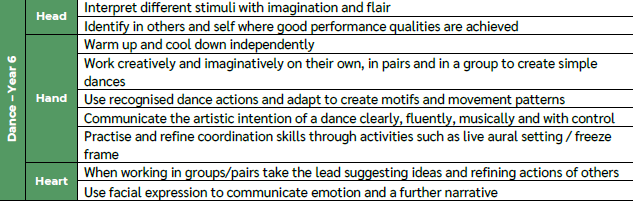 Dance – Year 6
Head
Interpret different stimuli with imagination and flair
Identify in others and self where good performance qualities are achieved
Hand
Warm up and cool down independently
Work creatively and imaginatively on their own, in pairs and in a group to create simple
dances
Use recognised dance actions and adapt to create motifs and movement patterns
Communicate the artistic intention of a dance clearly, fluently, musically and with control
Practise and refine coordination skills through activities such as live aural setting / freeze
frame
Heart
When working in groups/pairs take the lead suggesting ideas and refining actions of others
Use facial expression to communicate emotion and a further narrative